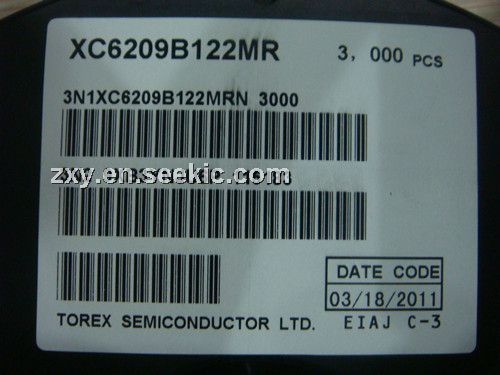 XC6209B122MR 3, 000 PCS
3N1XC6209B122MRN 3000
zxy.en.seekic.com
DATE CODE
03/18/2011
TOREX SEMICONDUCTOR LTD. EIAJ C-3